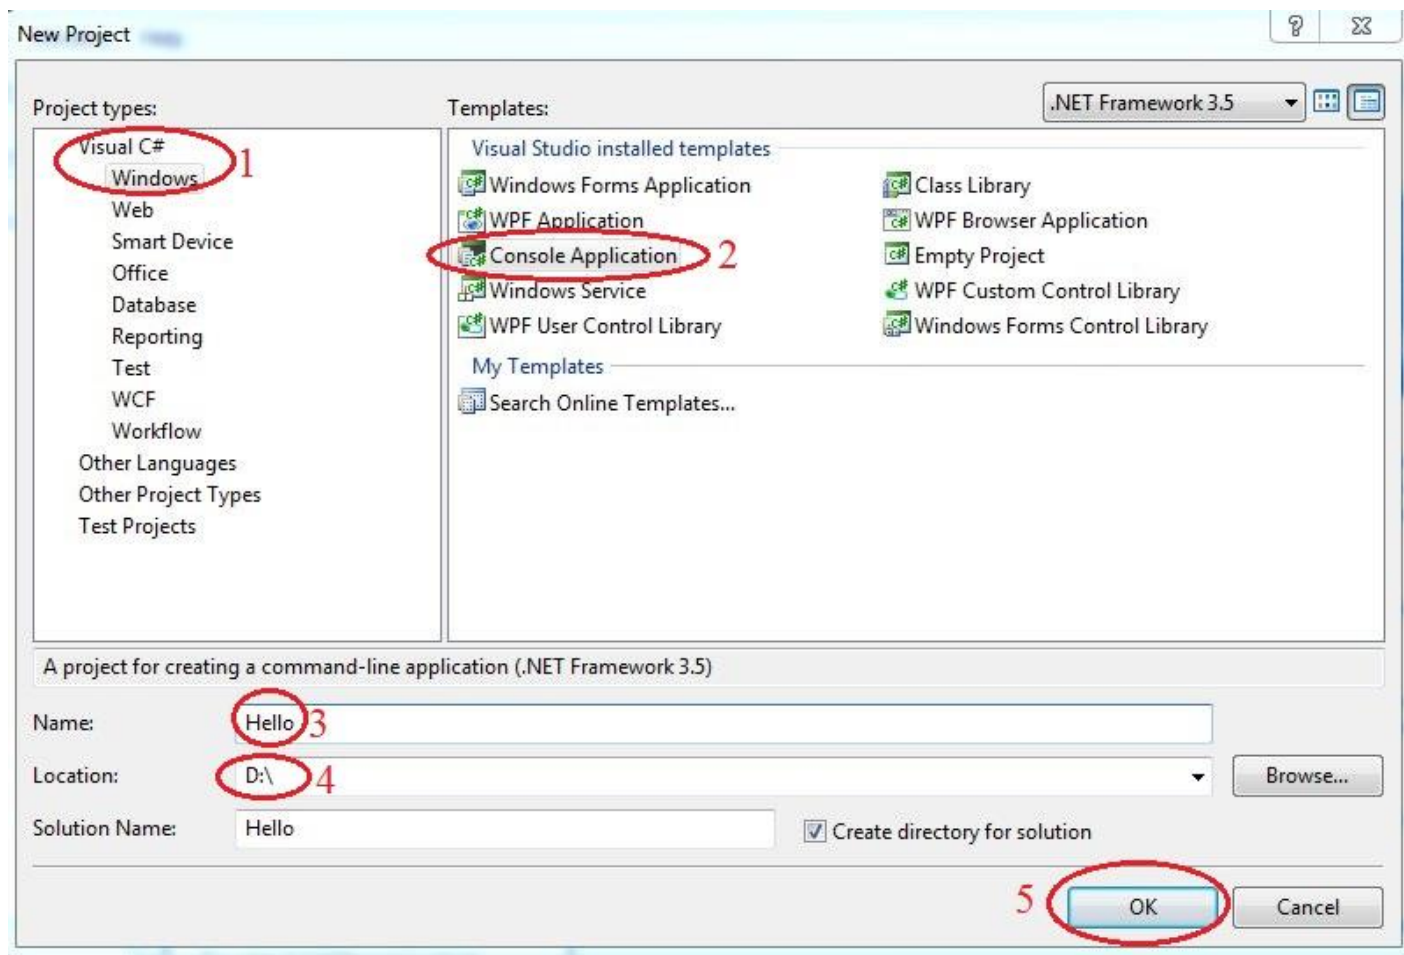 New Project
Project types:
Templates:
.NET Framework 3.5
Visual C#
Windows
1
Web
Smart Device
Office
Database
Reporting
Test
WCF
Workflow
Other Languages
Other Project Types
Test Projects
Visual Studio installed templates
Windows Forms Application
Class Library
WPF Application
WPF Browser Application
Console Application
2
Empty Project
Windows Service
WPF Custom Control Library
WPF User Control Library
Windows Forms Control Library
My Templates
Search Online Templates...
A project for creating a command-line application (.NET Framework 3.5)
Name:
Hello
3
Location:
D:\
4
Browse...
Solution Name:
Hello
Create directory for solution
5
OK
Cancel